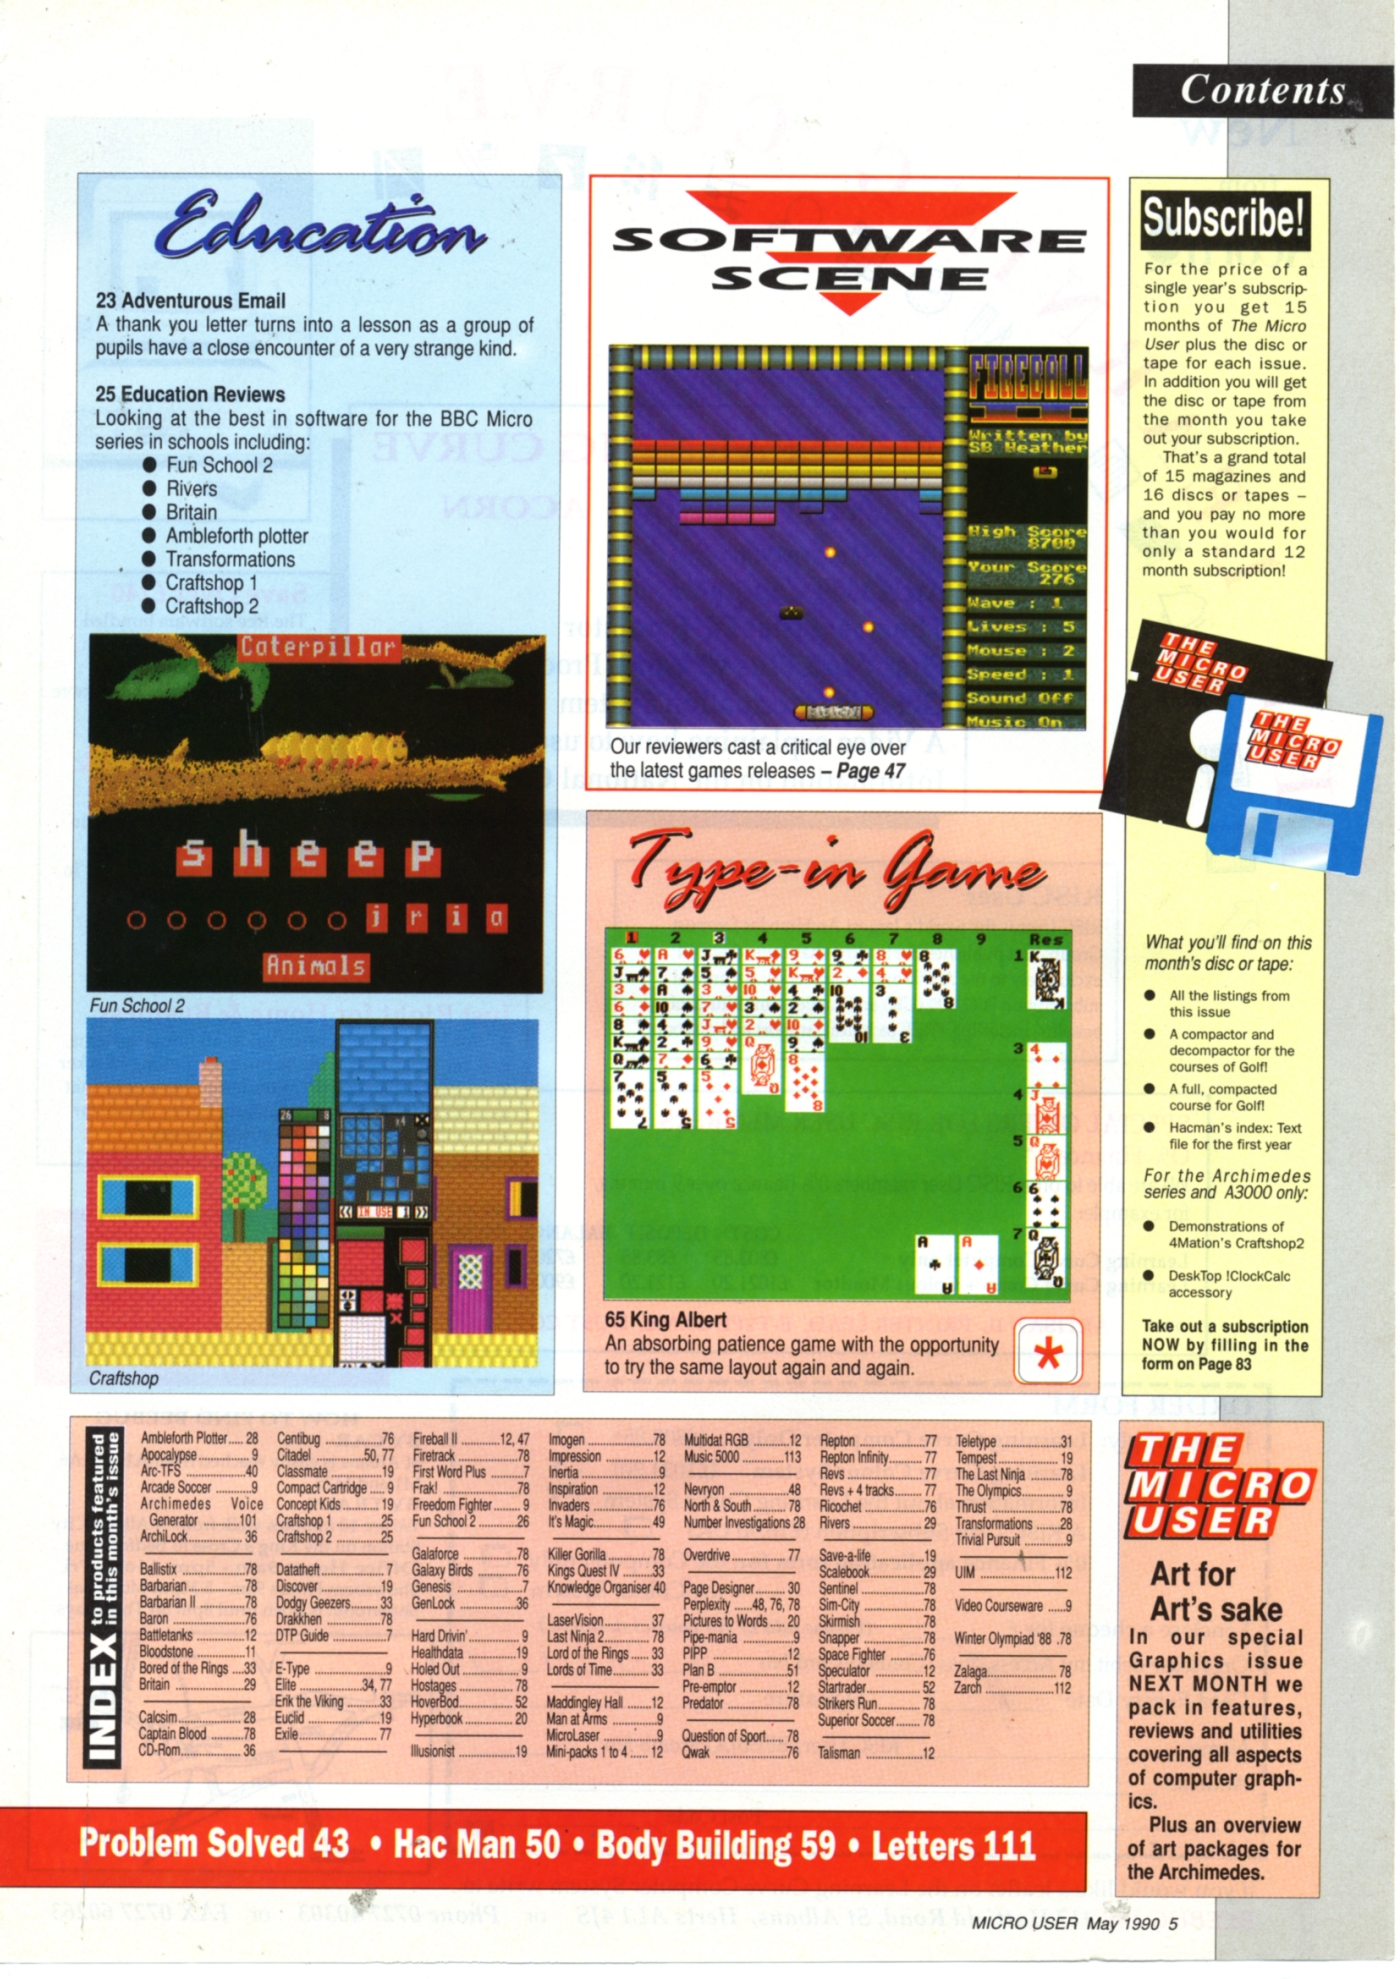 Contents
Education
23 Adventurous Email
A thank you letter turns into a lesson as a group of
pupils have a close encounter of a very strange kind.
25 Education Reviews
Looking at the best in software for the BBC Micro
series in schools including:
● Fun School 2
● Rivers
● Britain
● Ambleforth plotter
● Transformations
● Craftshop 1
● Craftshop 2
Caterpillar
sheep
jria
Animals
Fun School 2
26 8
x4
IN USE 1
Craftshop
SOFTWARE
SCENE
FIREBALL
Written by
SB Heather
High Score
8700
Your Score
276
Wave : 1
Lives : 5
Mouse : 2
Speed : 1
Sound Off
Music On
Our reviewers cast a critical eye over
the latest games releases – Page 47
Type-in Game
1 2 3 4 5 6 7 8 9 Res
65 King Albert
An absorbing patience game with the opportunity
to try the same layout again and again.
*
Subscribe!
For the price of a
single year's subscrip-
tion you get 15
months of The Micro
User plus the disc or
tape for each issue.
In addition you will get
the disc or tape from
the month you take
out your subscription.
That's a grand total
of 15 magazines and
16 discs or tapes –
and you pay no more
than you would for
only a standard 12
month subscription!
THE
MICRO
USER
THE
MICRO
USER
What you'll find on this
month's disc or tape:
● All the listings from
this issue
● A compactor and
decompactor for the
courses of Golf!
● A full, compacted
course for Golf!
● Hacman's index: Text
file for the first year
For the Archimedes
series and A3000 only:
● Demonstrations of
4Mation's Craftshop2
● DeskTop !ClockCalc
accessory
Take out a subscription
NOW by filling in the
form on Page 83
INDEX to products featured
in this month's issue
Ambleforth Plotter.... 28
Apocalypse ............ 9
Arc-TFS .............40
Arcade Soccer ..........9
Archimedes Voice
Generator ............101
ArchiLock .............. 36
Ballistix ..............78
Barbarian .............. 78
Barbarian II ............78
Baron .................. 76
Battletanks ............12
Bloodstone .............11
Bored of the Rings ...33
Britain ................29
Calcsim ................28
Captain Blood ..........78
CD-Rom................. 36
Centibug ...............76
Citadel ............50, 77
Classmate ..............19
Compact Cartridge .. 9
Concept Kids........... 19
Craftshop 1 ............25
Craftshop 2 ............25
Datatheft .............. 7
Discover ...............19
Dodgy Geezers......... 33
Drakkhen .............. 78
DTP Guide .............7
E-Type .................9
Elite ..............34, 77
Erik the Viking .........33
Euclid .................19
Exile ..................77
Fireball II ..........12, 47
Firetrack ..............78
First Word Plus .......7
Frak! ..................78
Freedom Fighter....... 9
Fun School 2 .......... 26
Galaforce ..............78
Galaxy Birds .......... 76
Genesis ................7
GenLock ...............36
Hard Drivin' ............9
Healthdata .............19
Holed Out ............. 9
Hostages ...............78
HoverBod ...............52
Hyperbook ............. 20
Illusionist .............19
Imogen .................78
Impression .............12
Inertia ................9
Inspiration ............12
Invaders ...............76
It's Magic..............49
Killer Gorilla ..........78
Kings Quest IV .........33
Knowledge Organiser 40
LaserVision ............37
Last Ninja 2 ...........78
Lord of the Rings ..... 33
Lords of Time.......... 33
Maddingley Hall ........12
Man at Arms ............9
MicroLaser .............9
Mini-packs 1 to 4 ..... 12
Multidat RGB ...........12
Music 5000 .............113
Nevryon ................48
North & South ......... 78
Number Investigations 28
Overdrive.............. 77
Page Designer.......... 30
Perplexity .....48, 76, 78
Pictures to Words .... 20
Pipe-mania ............9
PIPP ...................12
Plan B .................51
Pre-emptor .............12
Predator ...............78
Question of Sport...... 78
Qwak ...................76
Repton .................77
Repton Infinity ........77
Revs ...................77
Revs + 4 tracks........ 77
Ricochet ...............76
Rivers .................29
Save-a-life ............19
Scalebook.............. 29
Sentinel ...............78
Sim-City ...............78
Skirmish ...............78
Snapper ................78
Space Fighter ..........76
Speculator .............12
Startrader .............52
Strikers Run........... 78
Superior Soccer ....... 78
Talisman ...............12
Teletype ...............31
Tempest ................19
The Last Ninja .........78
The Olympics........... 9
Thrust .................78
Transformations ........28
Trivial Pursuit .........9
UIM ....................112
Video Courseware .....9
Winter Olympiad '88 .78
Zalaga................. 78
Zarch ..................112
THE
MICRO
USER
Art for
Art's sake
In our special
Graphics issue
NEXT MONTH we
pack in features,
reviews and utilities
covering all aspects
of computer graph-
ics.
Plus an overview
of art packages for
the Archimedes.
Problem Solved 43 • Hac Man 50 • Body Building 59 • Letters 111
MICRO USER May 1990 5